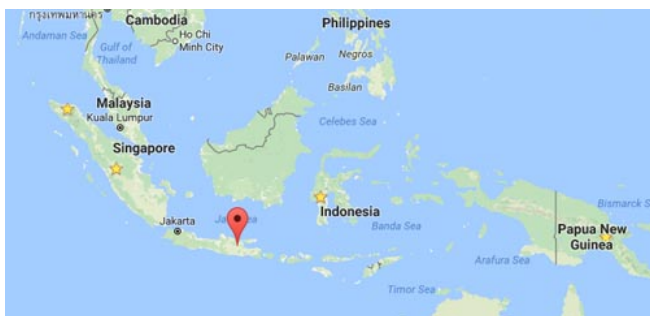 กรุงเทพมหานคร
Cambodia
Philippines
Andaman Sea
Ho Chi
Minh City
Gulf of
Thailand
Palawan
Negros
Basilan
Malaysia
Kuala Lumpur
Celebes Sea
Singapore
Jakarta
Indonesia
Banda Sea
Bismarck S
Papua New
Guinea
Arafura Sea
Timor Sea